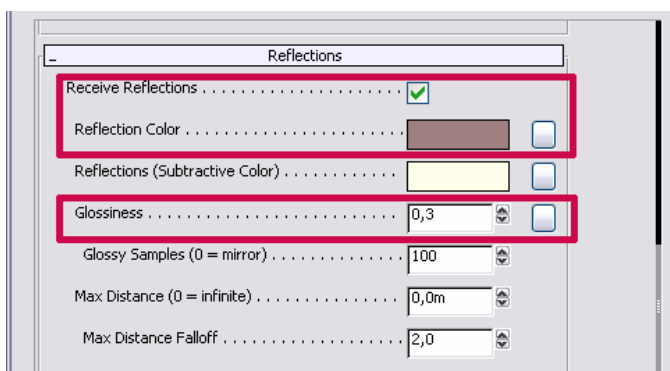 - Reflections
Receive Reflections . . . . . . . . . . . . . . . . . . . . . .
Reflection Color . . . . . . . . . . . . . . . . . . . . . . . .
Reflections (Subtractive Color) . . . . . . . . . . . .
Glossiness . . . . . . . . . . . . . . . . . . . . . . . . . . . 0,3
Glossy Samples (0 = mirror) . . . . . . . . . . . . . . 100
Max Distance (0 = infinite) . . . . . . . . . . . . . . . 0,0m
Max Distance Falloff . . . . . . . . . . . . . . . . . . . . 2,0